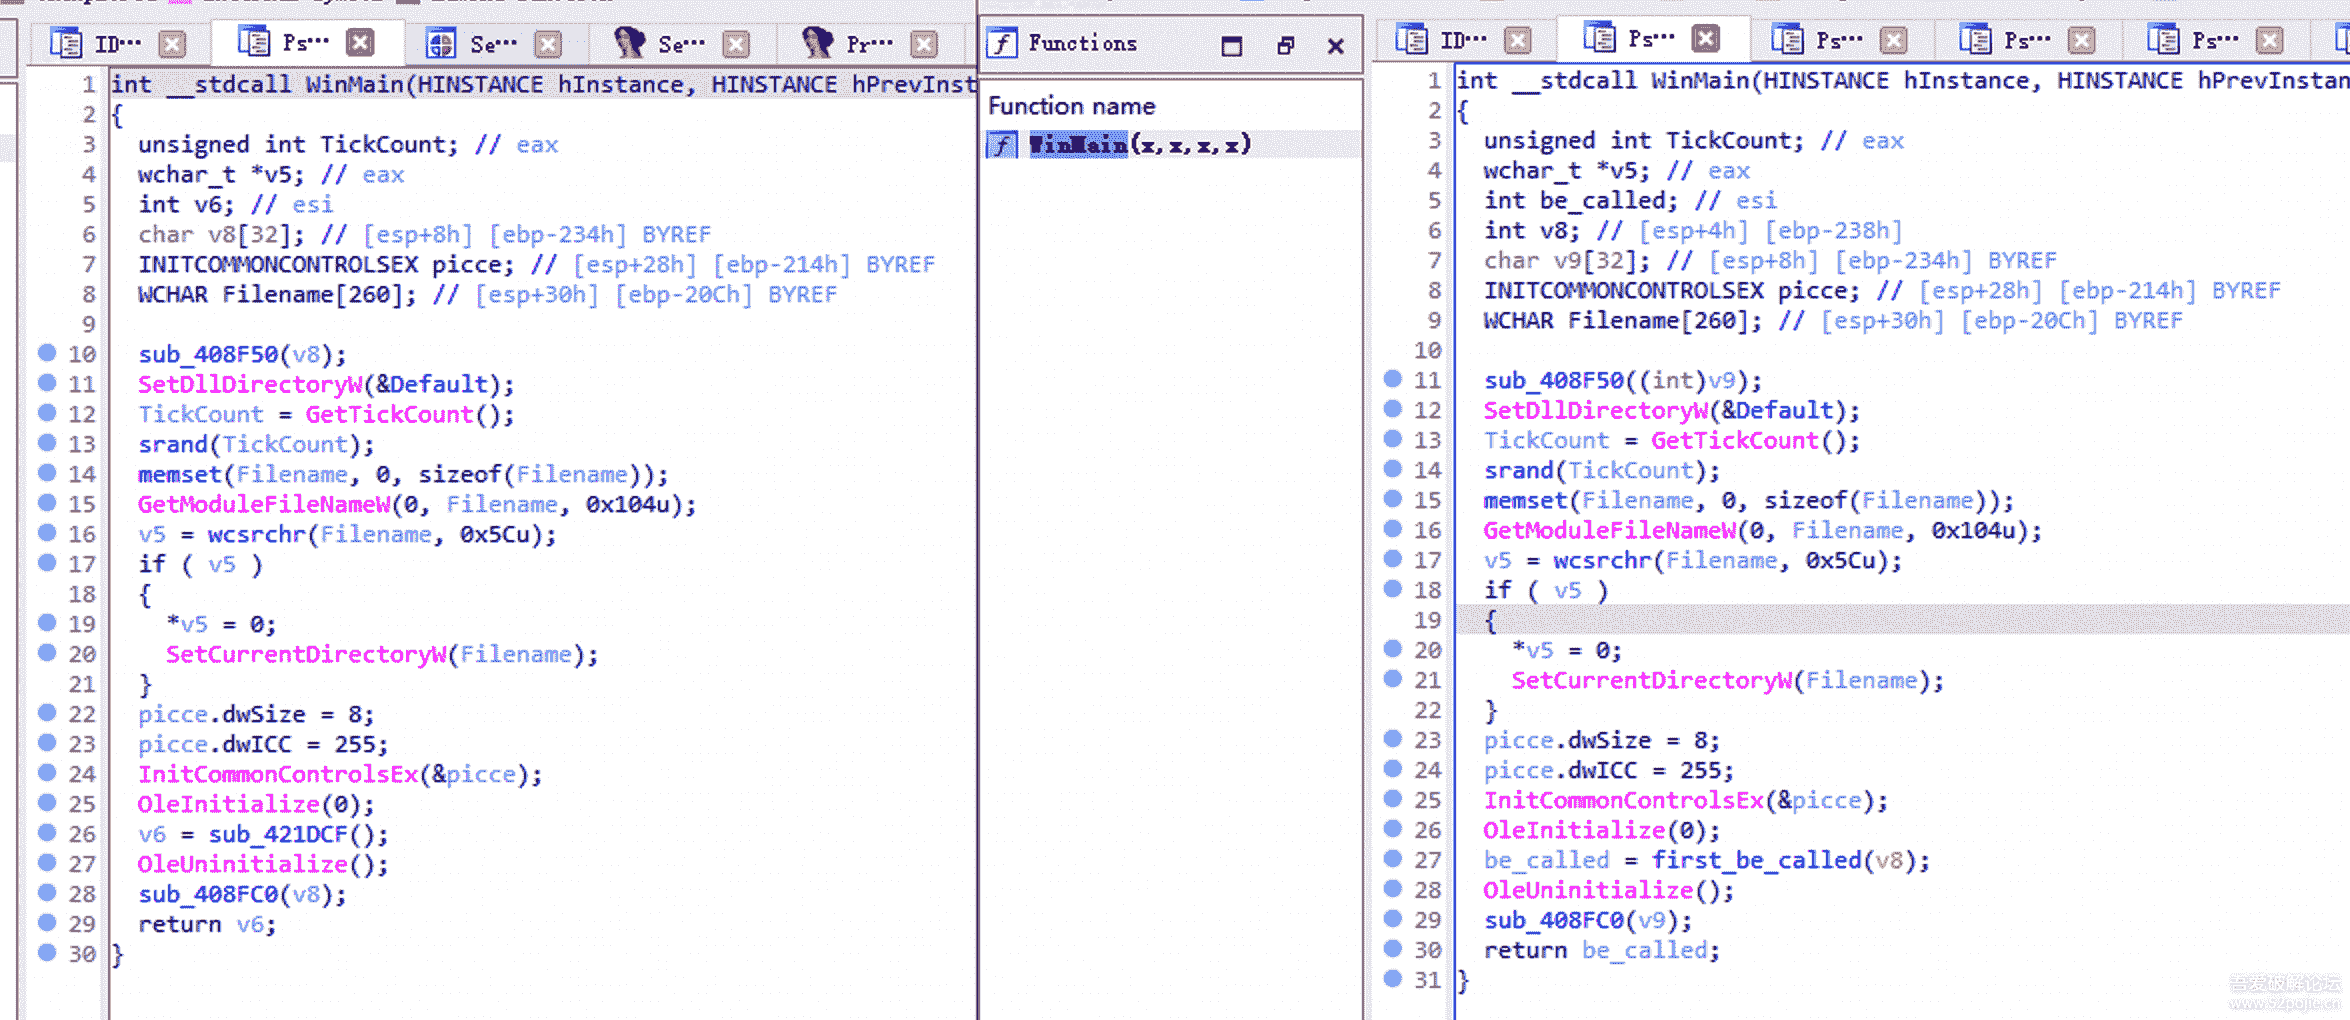 ID··· Ps··· Se··· Se··· Pr···
1 int __stdcall WinMain(HINSTANCE hInstance, HINSTANCE hPrevInst
2 {
3 unsigned int TickCount; // eax
4 wchar_t *v5; // eax
5 int v6; // esi
6 char v8[32]; // [esp+8h] [ebp-234h] BYREF
7 INITCOMMONCONTROLSEX picce; // [esp+28h] [ebp-214h] BYREF
8 WCHAR Filename[260]; // [esp+30h] [ebp-20Ch] BYREF
9
10 sub_408F50(v8);
11 SetDllDirectoryW(&Default);
12 TickCount = GetTickCount();
13 srand(TickCount);
14 memset(Filename, 0, sizeof(Filename));
15 GetModuleFileNameW(0, Filename, 0x104u);
16 v5 = wcsrchr(Filename, 0x5Cu);
17 if ( v5 )
18 {
19 *v5 = 0;
20 SetCurrentDirectoryW(Filename);
21 }
22 picce.dwSize = 8;
23 picce.dwICC = 255;
24 InitCommonControlsEx(&picce);
25 OleInitialize(0);
26 v6 = sub_421DCF();
27 OleUninitialize();
28 sub_408FC0(v8);
29 return v6;
30 }
Functions
Function name
WinMain(x,x,x,x)
ID··· Ps··· Ps··· Ps··· Ps···
1 int __stdcall WinMain(HINSTANCE hInstance, HINSTANCE hPrevInstan
2 {
3 unsigned int TickCount; // eax
4 wchar_t *v5; // eax
5 int be_called; // esi
6 int v8; // [esp+4h] [ebp-238h]
7 char v9[32]; // [esp+8h] [ebp-234h] BYREF
8 INITCOMMONCONTROLSEX picce; // [esp+28h] [ebp-214h] BYREF
9 WCHAR Filename[260]; // [esp+30h] [ebp-20Ch] BYREF
10
11 sub_408F50((int)v9);
12 SetDllDirectoryW(&Default);
13 TickCount = GetTickCount();
14 srand(TickCount);
15 memset(Filename, 0, sizeof(Filename));
16 GetModuleFileNameW(0, Filename, 0x104u);
17 v5 = wcsrchr(Filename, 0x5Cu);
18 if ( v5 )
19 {
20 *v5 = 0;
21 SetCurrentDirectoryW(Filename);
22 }
23 picce.dwSize = 8;
24 picce.dwICC = 255;
25 InitCommonControlsEx(&picce);
26 OleInitialize(0);
27 be_called = first_be_called(v8);
28 OleUninitialize();
29 sub_408FC0(v9);
30 return be_called;
31 }
吾爱破解论坛
www.52pojie.cn